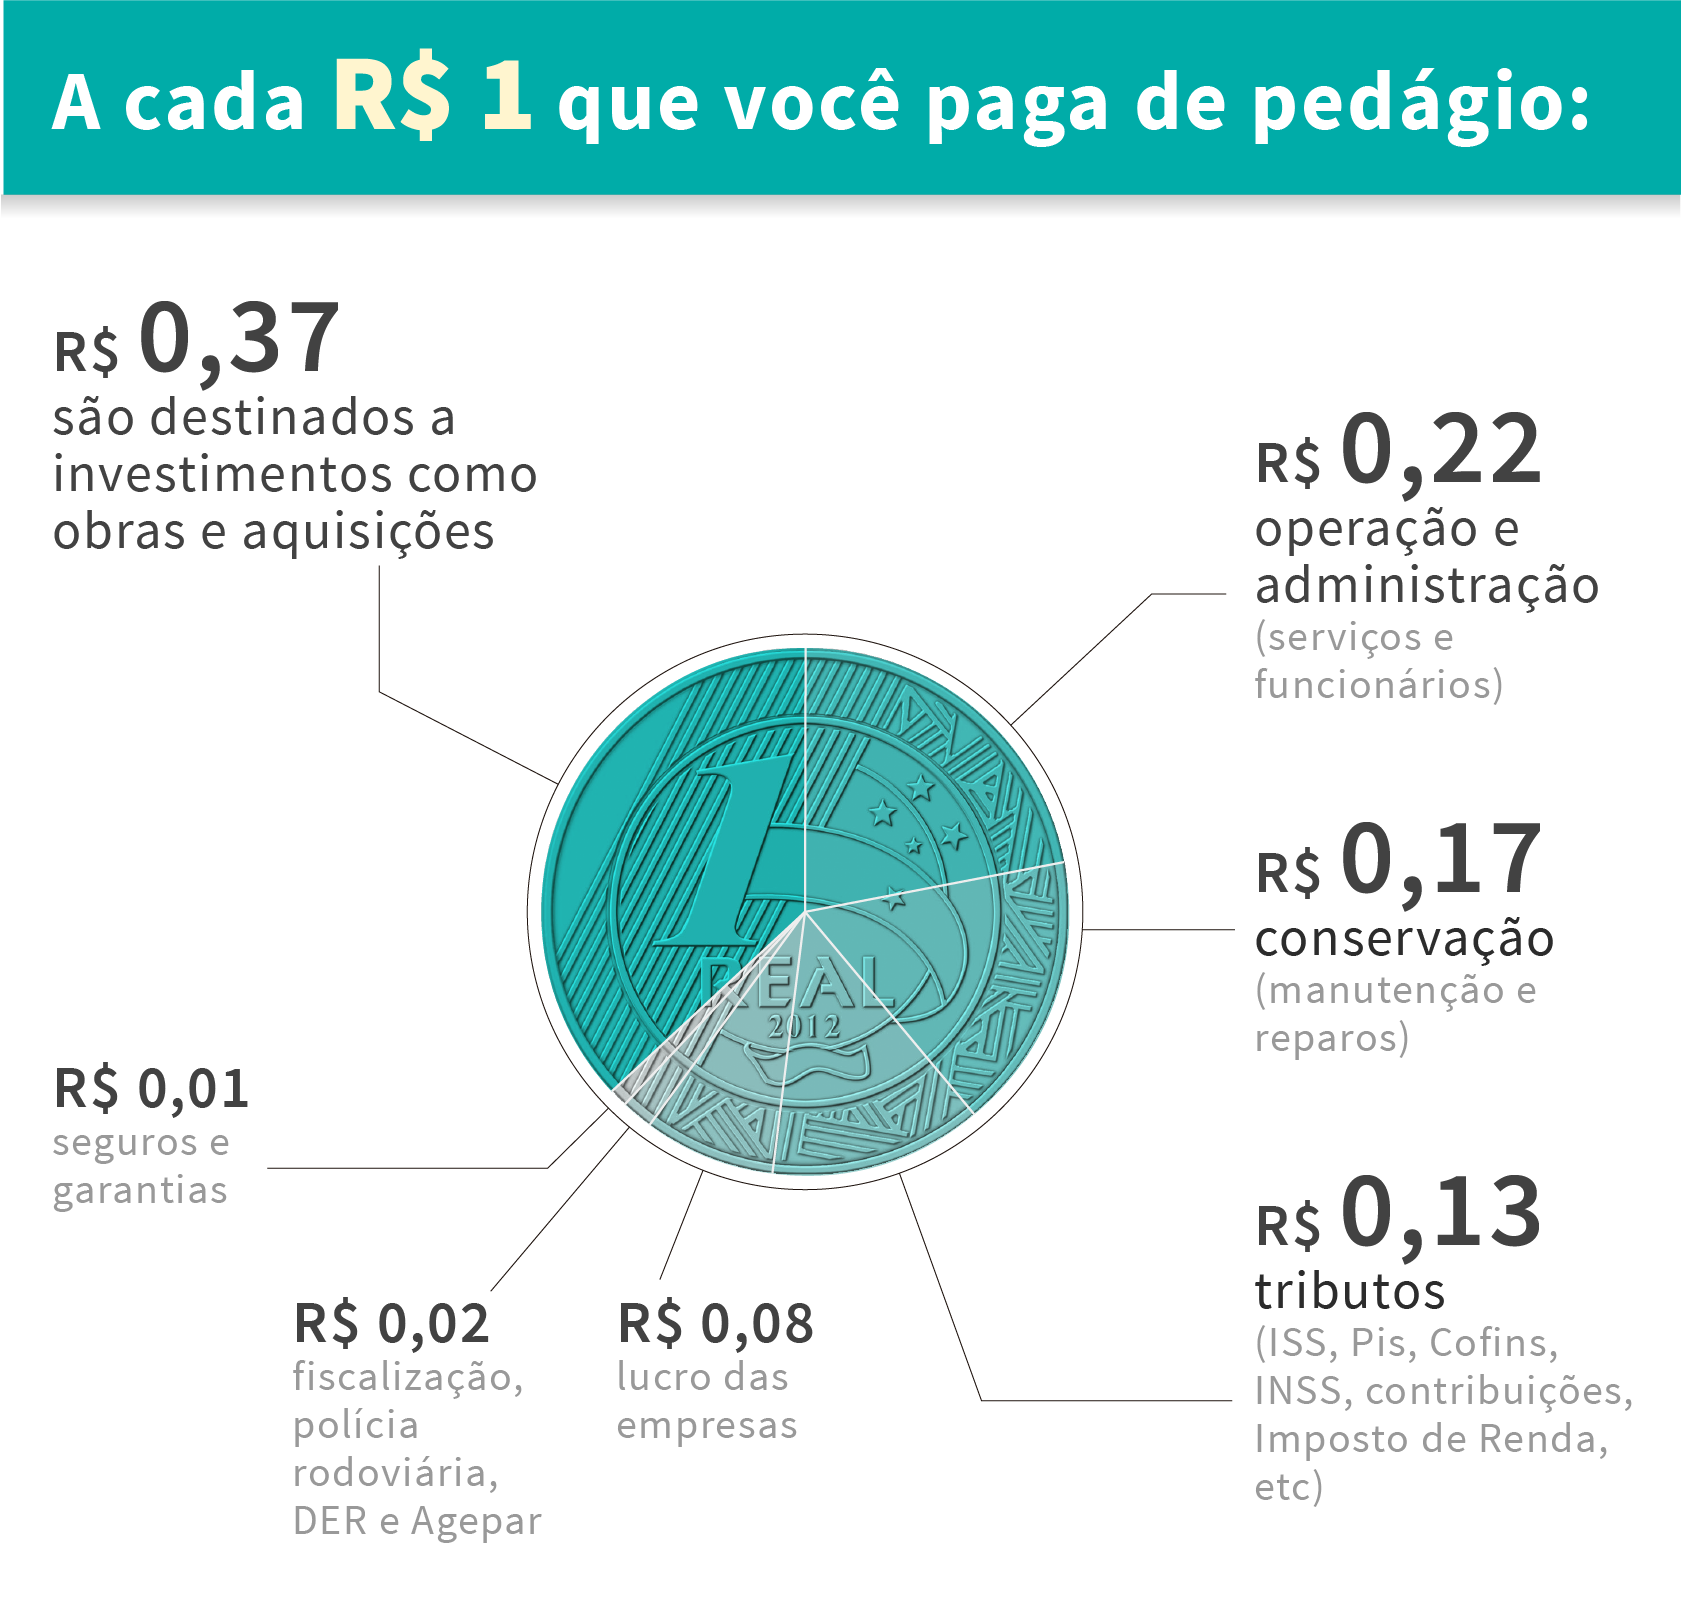 A cada R$ 1 que você paga de pedágio:
R$ 0,37
são destinados a
investimentos como
obras e aquisições
R$ 0,22
operação e
administração
(serviços e
funcionários)
R$ 0,17
conservação
(manutenção e
reparos)
R$ 0,13
tributos
(ISS, Pis, Cofins,
INSS, contribuições,
Imposto de Renda,
etc)
R$ 0,08
lucro das
empresas
R$ 0,02
fiscalização,
polícia
rodoviária,
DER e Agepar
R$ 0,01
seguros e
garantias
1
REAL
2012